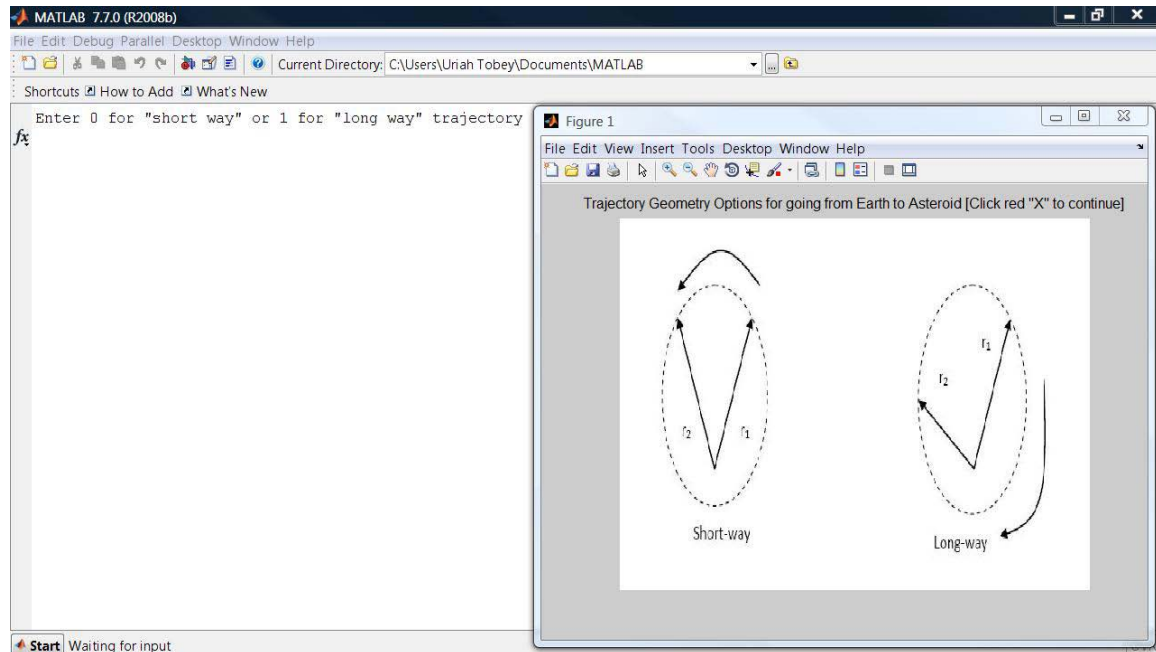 MATLAB 7.7.0 (R2008b)
File Edit Debug Parallel Desktop Window Help
Current Directory: C:\Users\Uriah Tobey\Documents\MATLAB
Shortcuts How to Add What's New
Enter 0 for "short way" or 1 for "long way" trajectory
fx
Figure 1
File Edit View Insert Tools Desktop Window Help
Trajectory Geometry Options for going from Earth to Asteroid [Click red "X" to continue]
r2 r1
Short-way
r1
r2
Long-way
Start Waiting for input